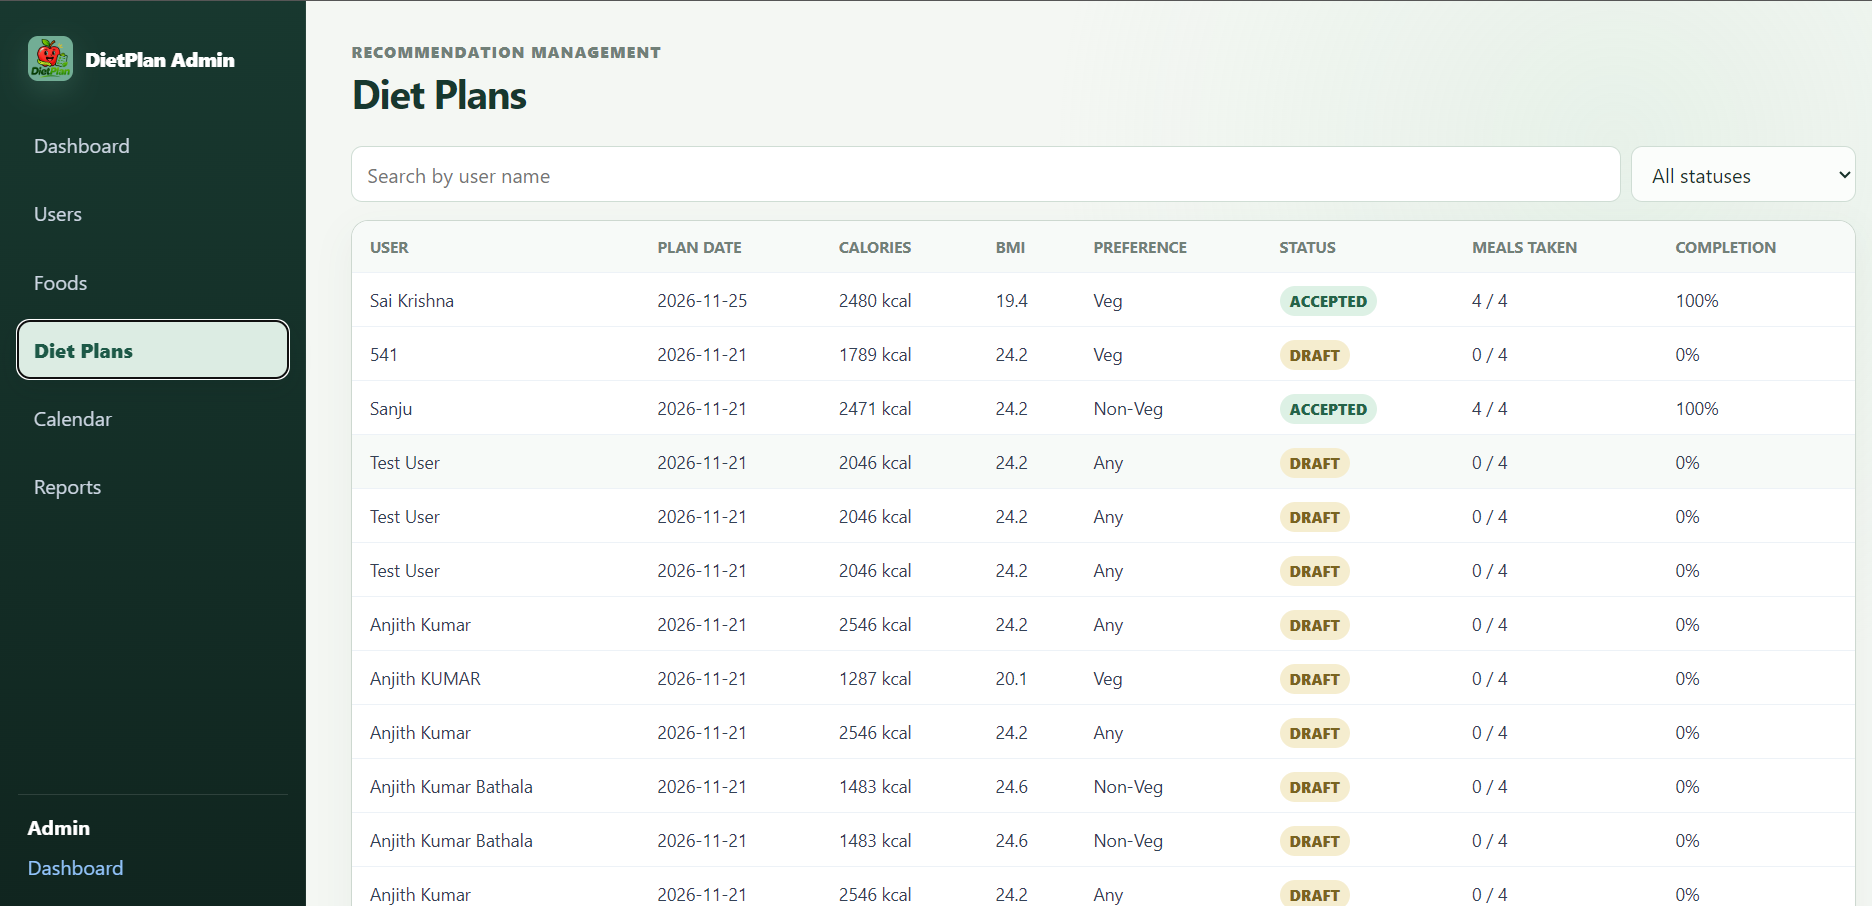 DietPlan
DietPlan Admin
Dashboard
Users
Foods
Diet Plans
Calendar
Reports
Admin
Dashboard
RECOMMENDATION MANAGEMENT
Diet Plans
Search by user name
All statuses
USER PLAN DATE CALORIES BMI PREFERENCE STATUS MEALS TAKEN COMPLETION
Sai Krishna 2026-11-25 2480 kcal 19.4 Veg ACCEPTED 4 / 4 100%
541 2026-11-21 1789 kcal 24.2 Veg DRAFT 0 / 4 0%
Sanju 2026-11-21 2471 kcal 24.2 Non-Veg ACCEPTED 4 / 4 100%
Test User 2026-11-21 2046 kcal 24.2 Any DRAFT 0 / 4 0%
Test User 2026-11-21 2046 kcal 24.2 Any DRAFT 0 / 4 0%
Test User 2026-11-21 2046 kcal 24.2 Any DRAFT 0 / 4 0%
Anjith Kumar 2026-11-21 2546 kcal 24.2 Any DRAFT 0 / 4 0%
Anjith KUMAR 2026-11-21 1287 kcal 20.1 Veg DRAFT 0 / 4 0%
Anjith Kumar 2026-11-21 2546 kcal 24.2 Any DRAFT 0 / 4 0%
Anjith Kumar Bathala 2026-11-21 1483 kcal 24.6 Non-Veg DRAFT 0 / 4 0%
Anjith Kumar Bathala 2026-11-21 1483 kcal 24.6 Non-Veg DRAFT 0 / 4 0%
Anjith Kumar 2026-11-21 2546 kcal 24.2 Any DRAFT 0 / 4 0%